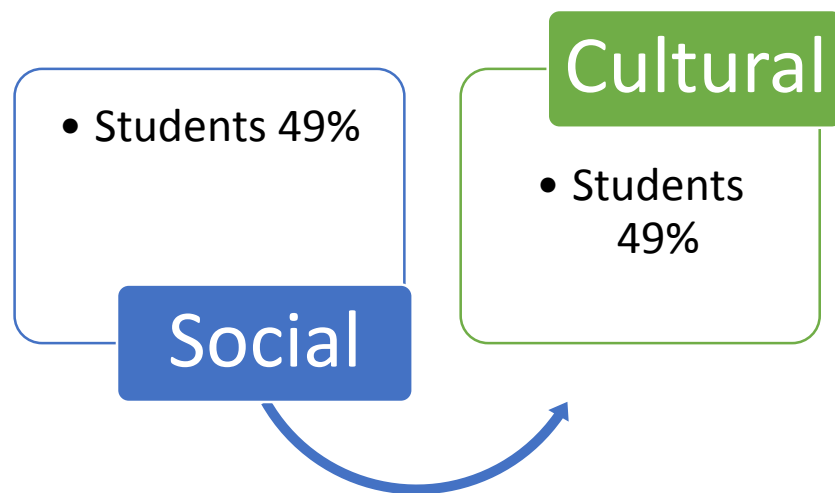 • Students 49%
Social
Cultural
• Students
49%